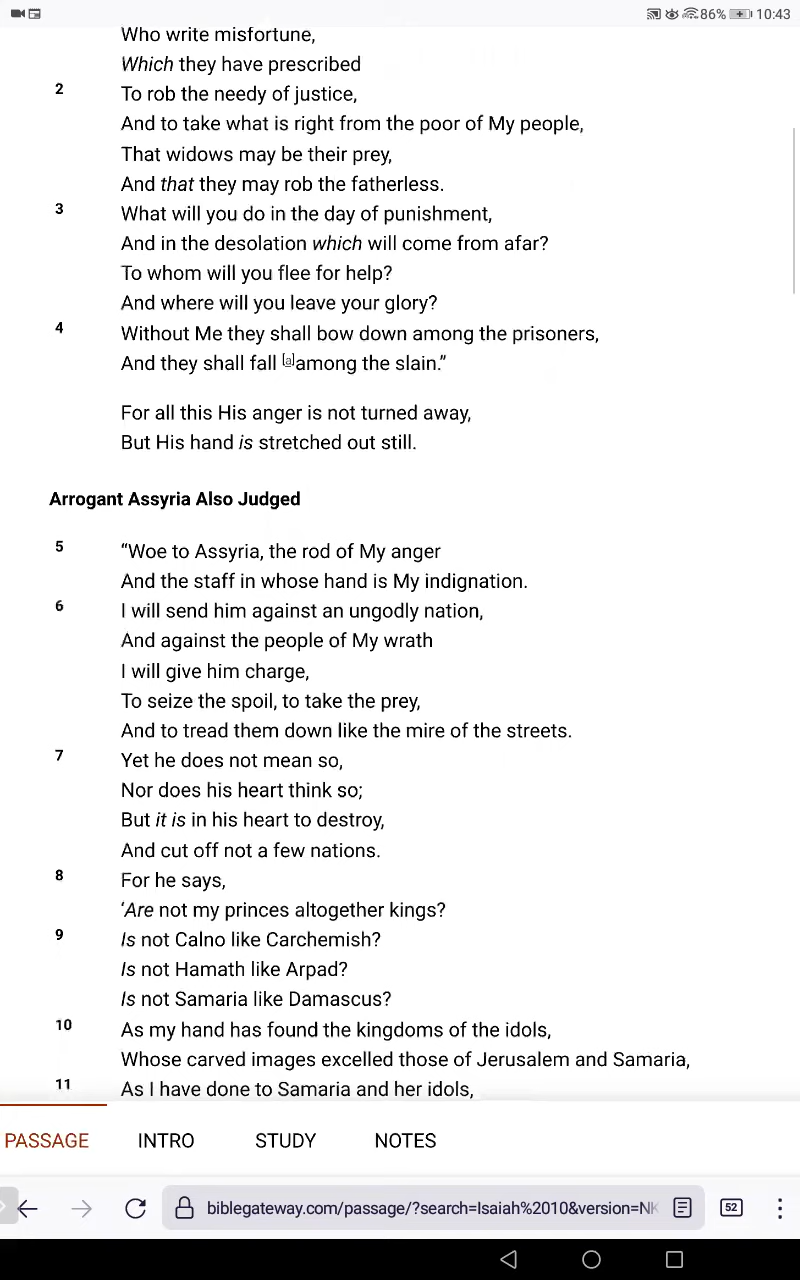 86% 10:43
Who write misfortune,
Which they have prescribed
2 To rob the needy of justice,
And to take what is right from the poor of My people,
That widows may be their prey,
And that they may rob the fatherless.
3 What will you do in the day of punishment,
And in the desolation which will come from afar?
To whom will you flee for help?
And where will you leave your glory?
4 Without Me they shall bow down among the prisoners,
And they shall fall [a]among the slain.”
For all this His anger is not turned away,
But His hand is stretched out still.
Arrogant Assyria Also Judged
5 “Woe to Assyria, the rod of My anger
And the staff in whose hand is My indignation.
6 I will send him against an ungodly nation,
And against the people of My wrath
I will give him charge,
To seize the spoil, to take the prey,
And to tread them down like the mire of the streets.
7 Yet he does not mean so,
Nor does his heart think so;
But it is in his heart to destroy,
And cut off not a few nations.
8 For he says,
‘Are not my princes altogether kings?
9 Is not Calno like Carchemish?
Is not Hamath like Arpad?
Is not Samaria like Damascus?
10 As my hand has found the kingdoms of the idols,
Whose carved images excelled those of Jerusalem and Samaria,
11 As I have done to Samaria and her idols,
PASSAGE INTRO STUDY NOTES
biblegateway.com/passage/?search=Isaiah%2010&version=NK 52